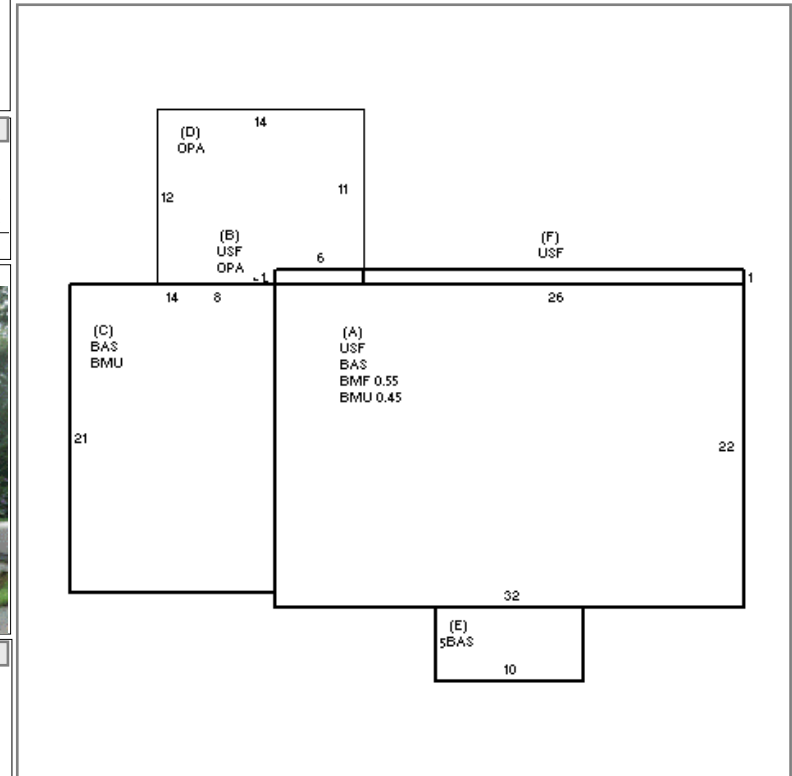 14
(D)
OPA
12
11
(B)
USF
OPA
6
1
(F)
USF
1
14
8
26
(C)
BAS
BMU
(A)
USF
BAS
BMF 0.55
BMU 0.45
21
22
32
(E)
5BAS
10